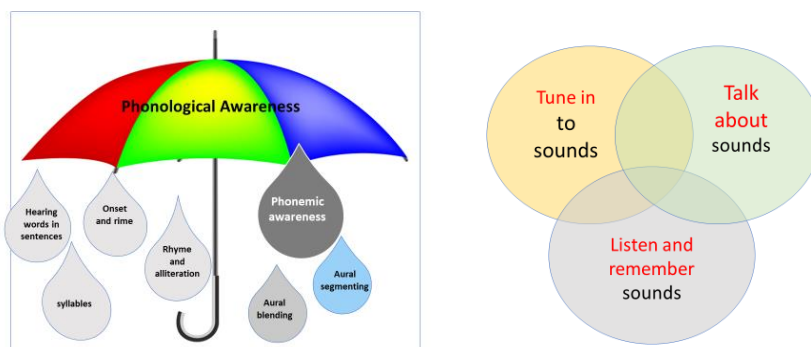 Phonological Awareness
Hearing
words in
sentences
Onset
and rime
syllables
Rhyme
and
alliteration
Phonemic
awareness
Aural
blending
Aural
segmenting
Tune in
to
sounds
Talk
about
sounds
Listen and
remember
sounds